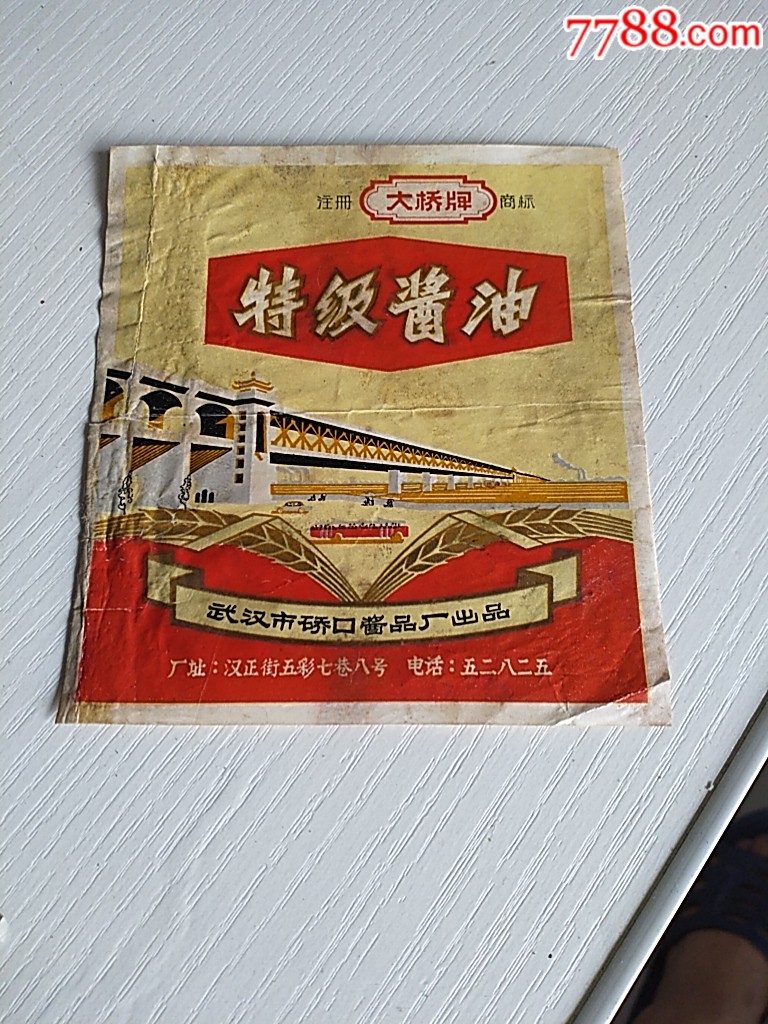 7788.com
注册 大桥牌 商标
特级酱油
武汉市硚口酱品厂出品
厂址：汉正街五彩七巷八号 电话：五二八二五